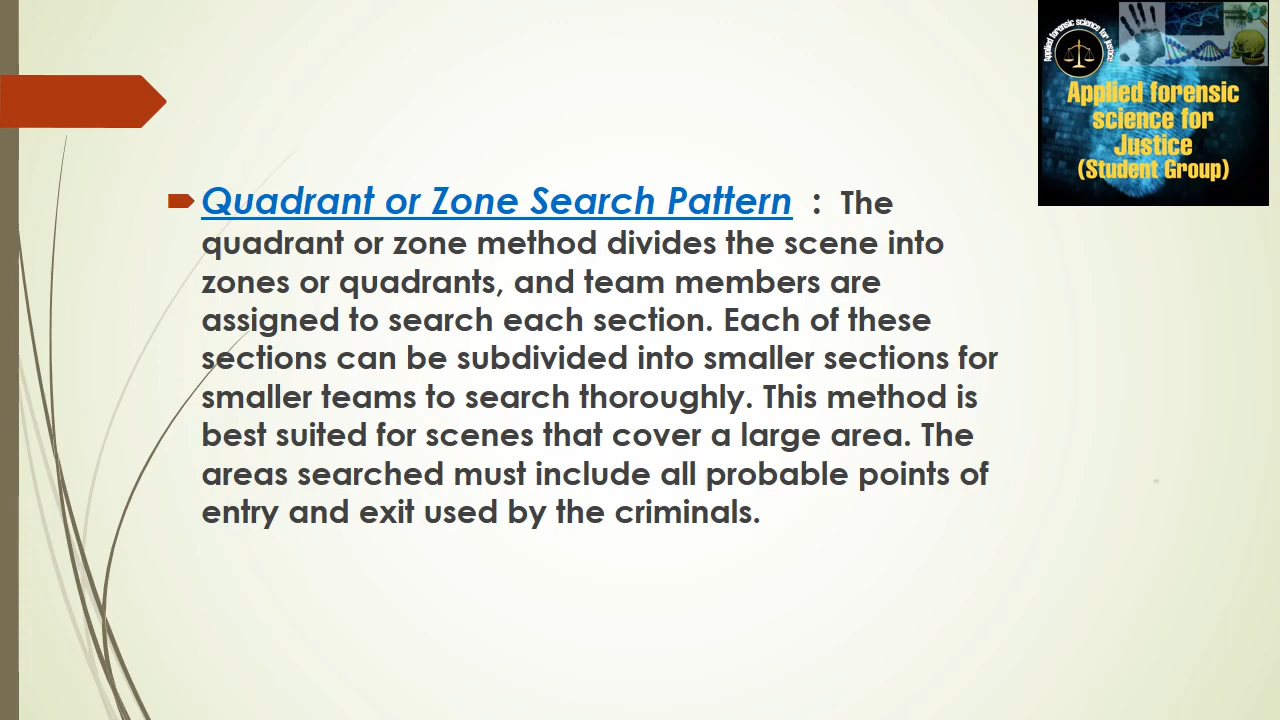 Applied forensic science for justice
Applied forensic
science for
Justice
(Student Group)
Quadrant or Zone Search Pattern : The
quadrant or zone method divides the scene into
zones or quadrants, and team members are
assigned to search each section. Each of these
sections can be subdivided into smaller sections for
smaller teams to search thoroughly. This method is
best suited for scenes that cover a large area. The
areas searched must include all probable points of
entry and exit used by the criminals.